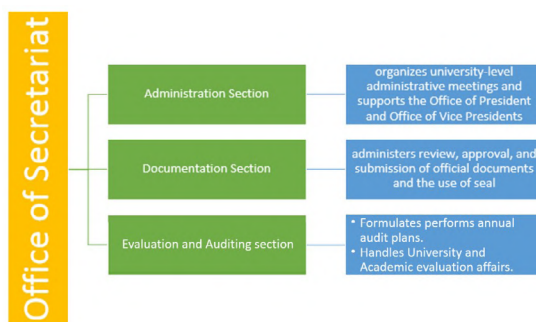 Office of Secretariat
Administration Section
organizes university-level
administrative meetings and
supports the Office of President
and Office of Vice Presidents
Documentation Section
administers review, approval, and
submission of official documents
and the use of seal
Evaluation and Auditing section
• Formulates performs annual
audit plans.
• Handles University and
Academic evaluation affairs.